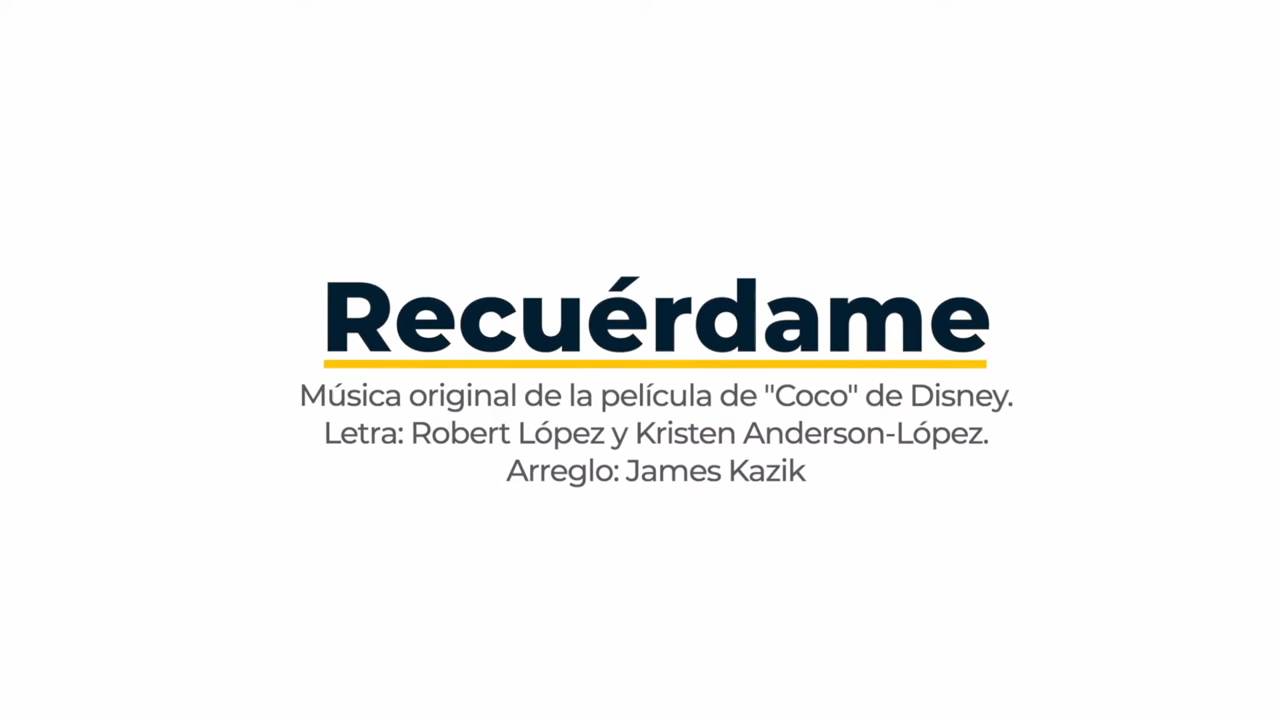 Recuérdame
Música original de la película de "Coco" de Disney.
Letra: Robert López y Kristen Anderson-López.
Arreglo: James Kazik